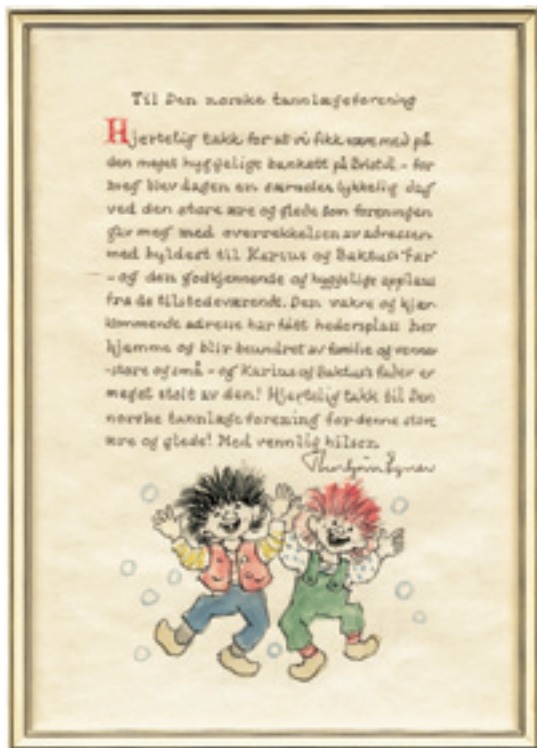 Til Den norske tannlægeforening
Hjertelig takk for at vi fikk være med på
den meget hyggelige bankett på Bristol - for
meg blev dagen en særdeles lykkelig dag
ved den store ære og glede som foreningen
gav meg med overrekkelsen av adressen
med hyldest til Karius og Baktus's "Far"
- og den godkjennende og hyggelige applaus
fra de tilstedeværende. Den vakre og kjær-
kommende adresse har fått hedersplass her
hjemme og blir beundret av familie og venner
- store og små - og Karius og Baktus's fader er
meget stolt av den! Hjertelig takk til Den
norske tannlægeforening for denne store
ære og glede! Med vennlig hilsen
Thorbjørn Egner